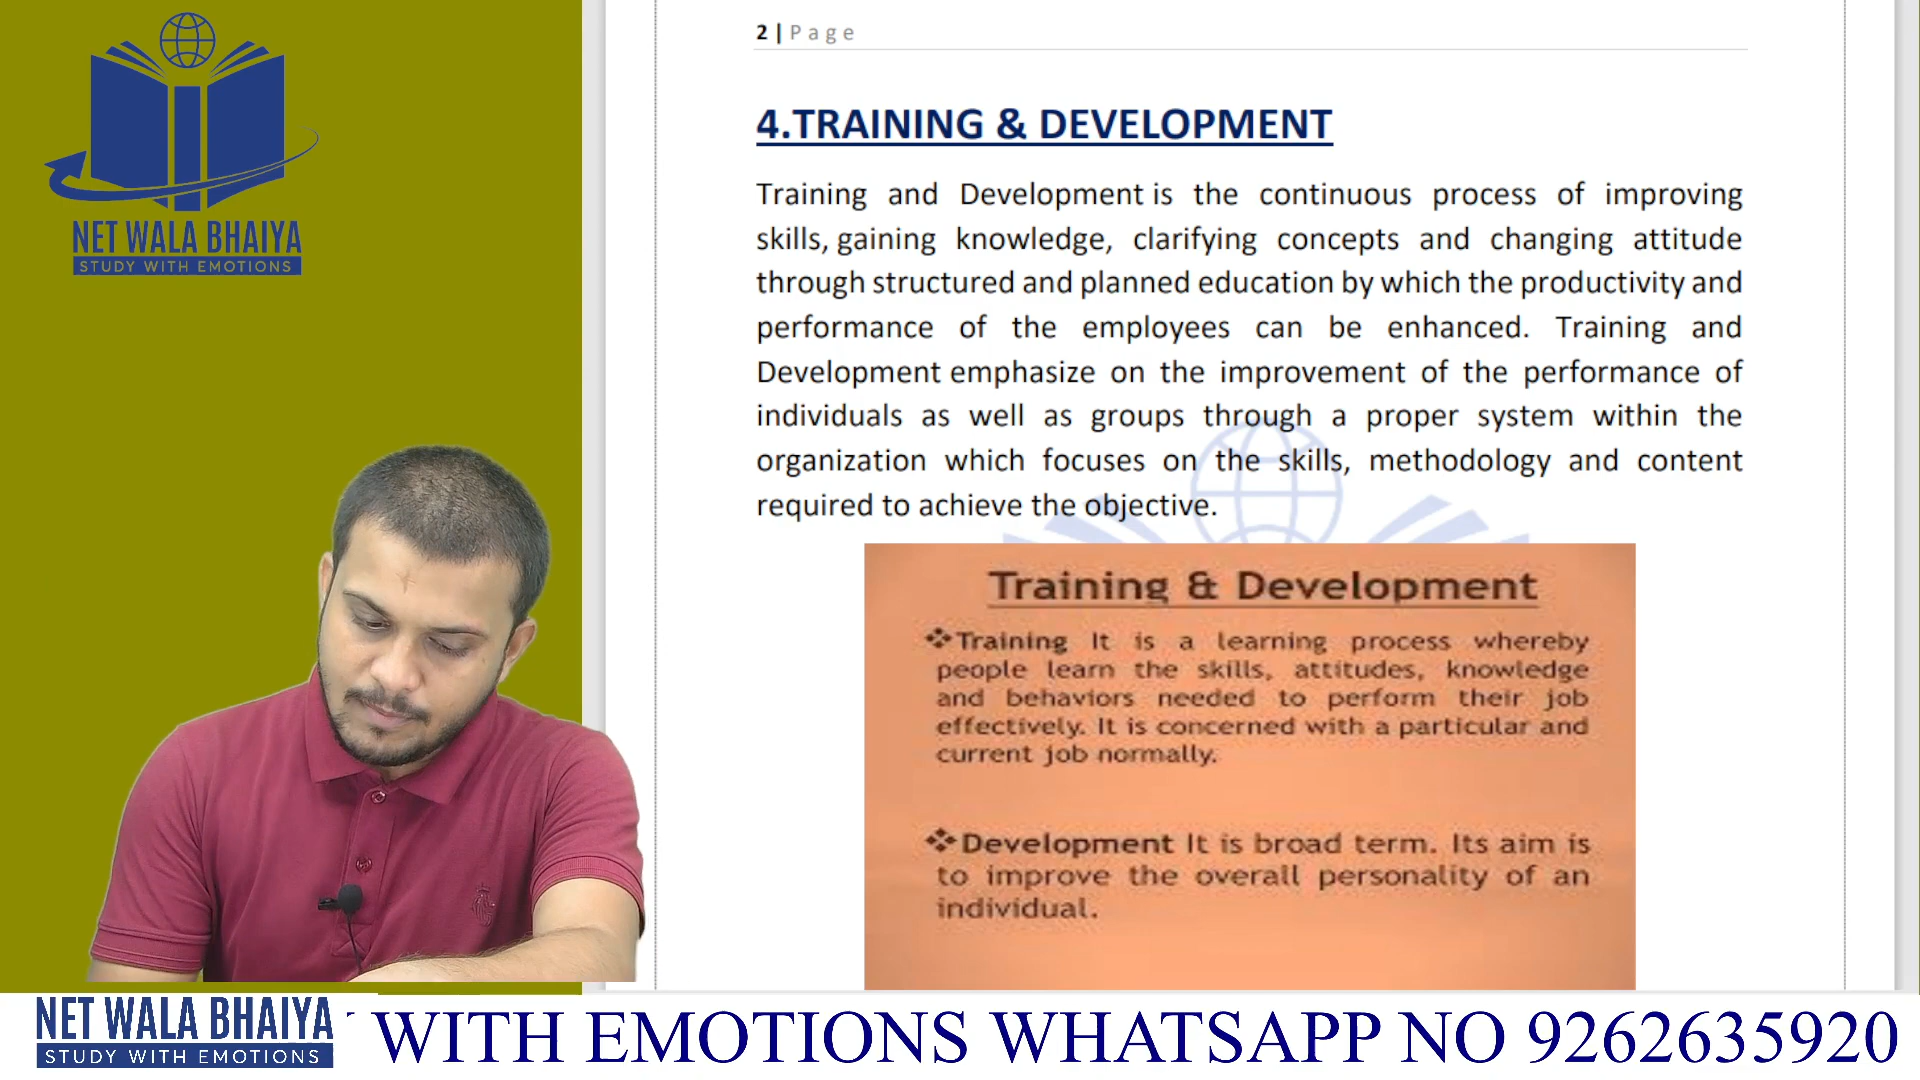 NET WALA BHAIYA
STUDY WITH EMOTIONS
2 | Page
4.TRAINING & DEVELOPMENT
Training and Development is the continuous process of improving
skills, gaining knowledge, clarifying concepts and changing attitude
through structured and planned education by which the productivity and
performance of the employees can be enhanced. Training and
Development emphasize on the improvement of the performance of
individuals as well as groups through a proper system within the
organization which focuses on the skills, methodology and content
required to achieve the objective.
Training & Development
❖Training It is a learning process whereby
people learn the skills, attitudes, knowledge
and behaviors needed to perform their job
effectively. It is concerned with a particular and
current job normally.
❖Development It is broad term. Its aim is
to improve the overall personality of an
individual.
NET WALA BHAIYA
STUDY WITH EMOTIONS
WITH EMOTIONS WHATSAPP NO 9262635920